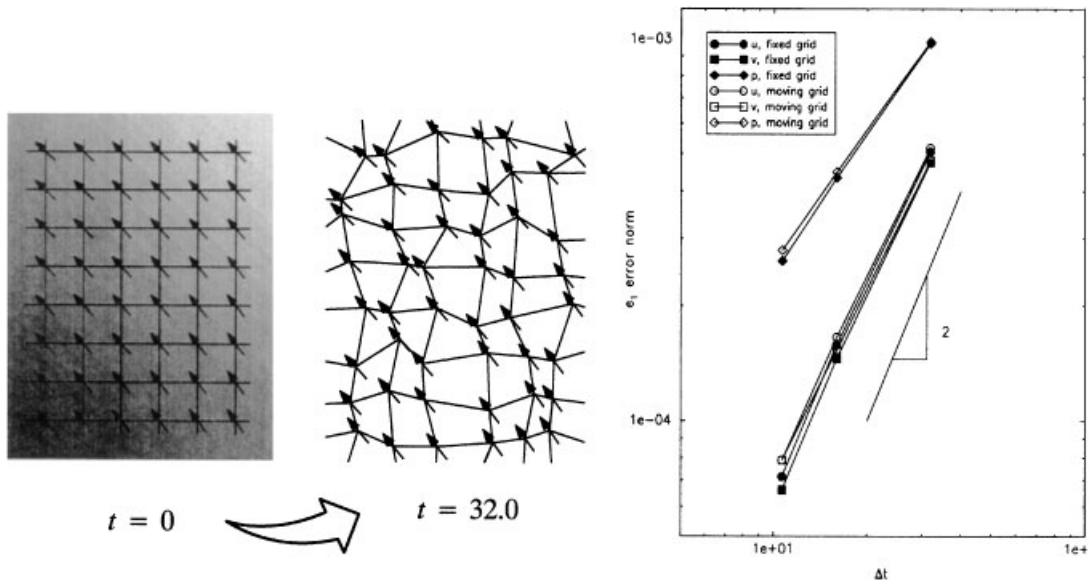 t = 0
t = 32.0
1e-03
u, fixed grid
v, fixed grid
p, fixed grid
u, moving grid
v, moving grid
p, moving grid
e₁ error norm
2
1e-04
1e+01
1e+
Δt